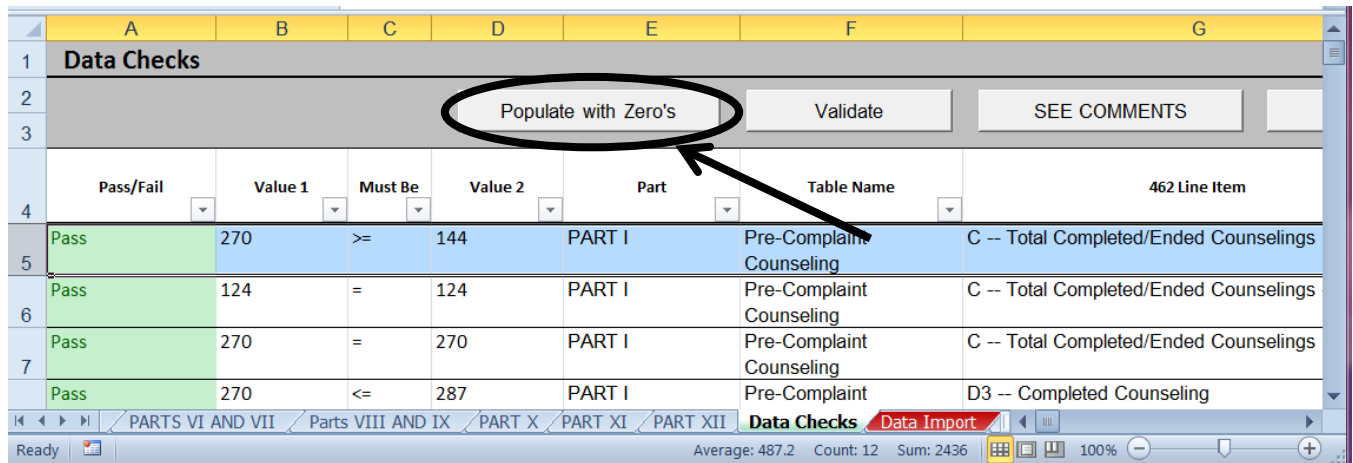 A B C D E F G
1 Data Checks
2 Populate with Zero's Validate SEE COMMENTS
3
4 Pass/Fail Value 1 Must Be Value 2 Part Table Name 462 Line Item
Pass 270 >= 144 PART I Pre-Complaint C -- Total Completed/Ended Counselings
5 Counseling
Pass 124 = 124 PART I Pre-Complaint C -- Total Completed/Ended Counselings
6 Counseling
Pass 270 = 270 PART I Pre-Complaint C -- Total Completed/Ended Counselings
7 Counseling
Pass 270 <= 287 PART I Pre-Complaint D3 -- Completed Counseling
PARTS VI AND VII Parts VIII AND IX PART X PART XI PART XII Data Checks Data Import
Ready Average: 487.2 Count: 12 Sum: 2436 100%